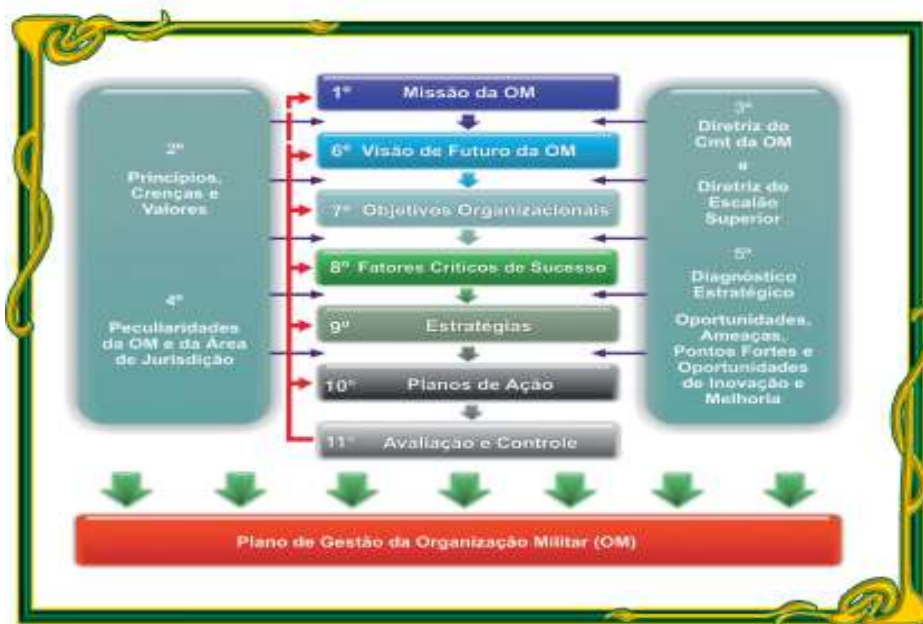 1º Missão da OM
6º Visão de Futuro da OM
7º Objetivos Organizacionais
8º Fatores Críticos de Sucesso
9º Estratégias
10º Planos de Ação
11º Avaliação e Controle
2º
Princípios,
Crenças e
Valores
4º
Peculiaridades
da OM e da Área
de Jurisdição
3º
Diretriz do
Cmt da OM
e
Diretriz do
Escalão
Superior
5º
Diagnóstico
Estratégico
Oportunidades,
Ameaças,
Pontos Fortes e
Oportunidades
de Inovação e
Melhoria
Plano de Gestão da Organização Militar (OM)